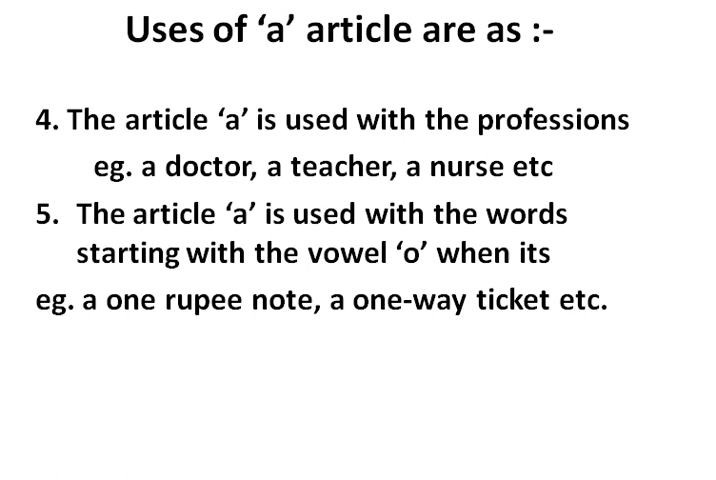 Uses of ‘a’ article are as :-
4. The article ‘a’ is used with the professions
eg. a doctor, a teacher, a nurse etc
5. The article ‘a’ is used with the words
starting with the vowel ‘o’ when its
eg. a one rupee note, a one-way ticket etc.